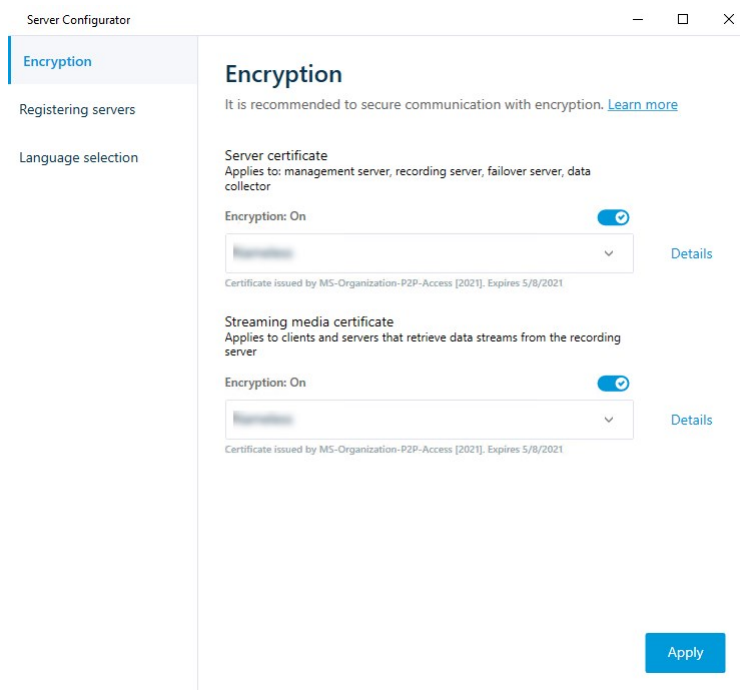 Server Configurator
Encryption
Registering servers
Language selection
Encryption
It is recommended to secure communication with encryption. Learn more
Server certificate
Applies to: management server, recording server, failover server, data
collector
Encryption: On
Details
Certificate issued by MS-Organization-P2P-Access [2021]. Expires 5/8/2021
Streaming media certificate
Applies to clients and servers that retrieve data streams from the recording
server
Encryption: On
Details
Certificate issued by MS-Organization-P2P-Access [2021]. Expires 5/8/2021
Apply